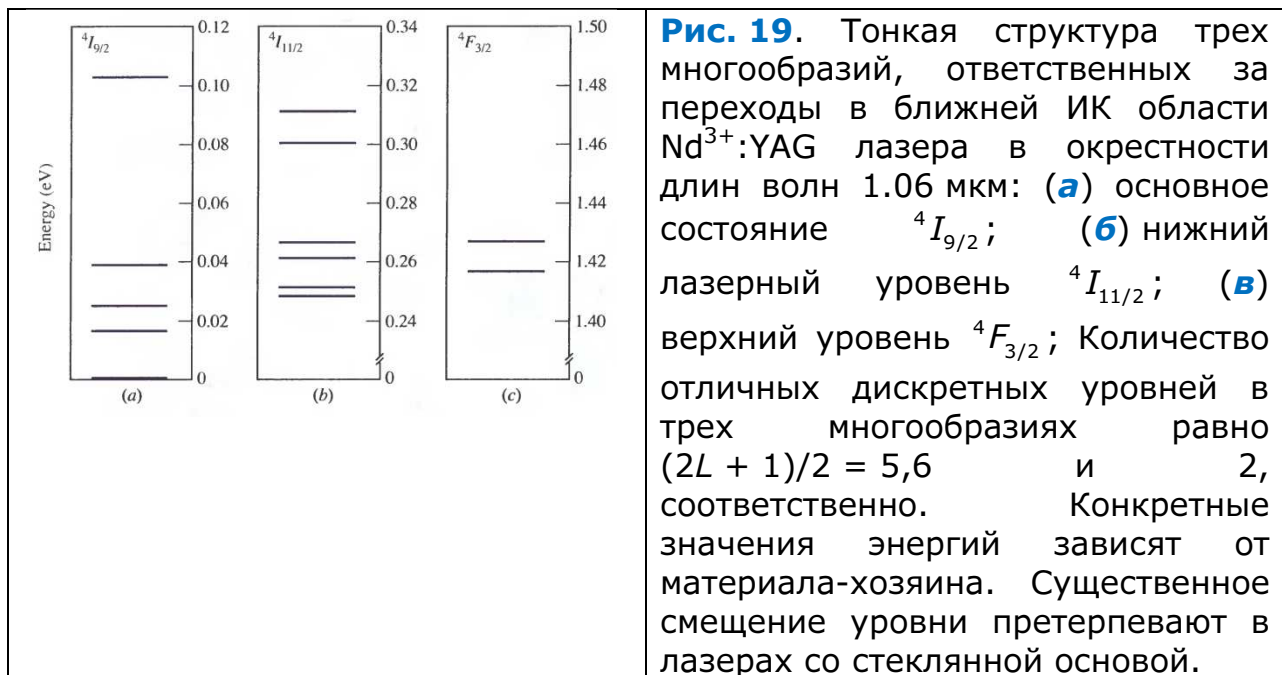 ⁴I₉/₂
0.12
0.10
0.08
0.06
0.04
0.02
0
Energy (eV)
(a)
⁴I₁₁/₂
0.34
0.32
0.30
0.28
0.26
0.24
0
(b)
⁴F₃/₂
1.50
1.48
1.46
1.44
1.42
1.40
0
(c)
Рис. 19. Тонкая структура трех
многообразий, ответственных за
переходы в ближней ИК области
Nd³⁺:YAG лазера в окрестности
длин волн 1.06 мкм: (а) основное
состояние ⁴I₉/₂; (б) нижний
лазерный уровень ⁴I₁₁/₂; (в)
верхний уровень ⁴F₃/₂; Количество
отличных дискретных уровней в
трех многообразиях равно
(2L + 1)/2 = 5,6 и 2,
соответственно. Конкретные
значения энергий зависят от
материала-хозяина. Существенное
смещение уровни претерпевают в
лазерах со стеклянной основой.